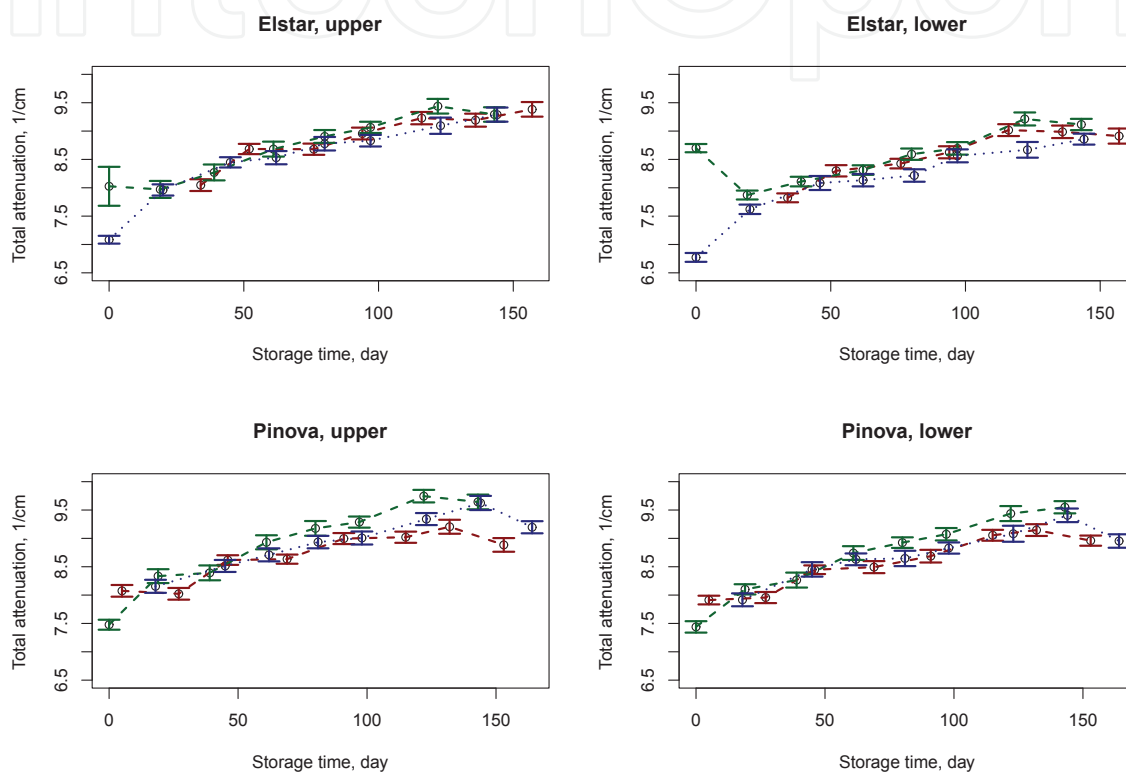 Elstar, upper
Elstar, lower
Total attenuation, 1/cm
9.5
8.5
7.5
6.5
0
50
100
150
Storage time, day
Total attenuation, 1/cm
9.5
8.5
7.5
6.5
0
50
100
150
Storage time, day
Pinova, upper
Pinova, lower
Total attenuation, 1/cm
9.5
8.5
7.5
6.5
0
50
100
150
Storage time, day
Total attenuation, 1/cm
9.5
8.5
7.5
6.5
0
50
100
150
Storage time, day